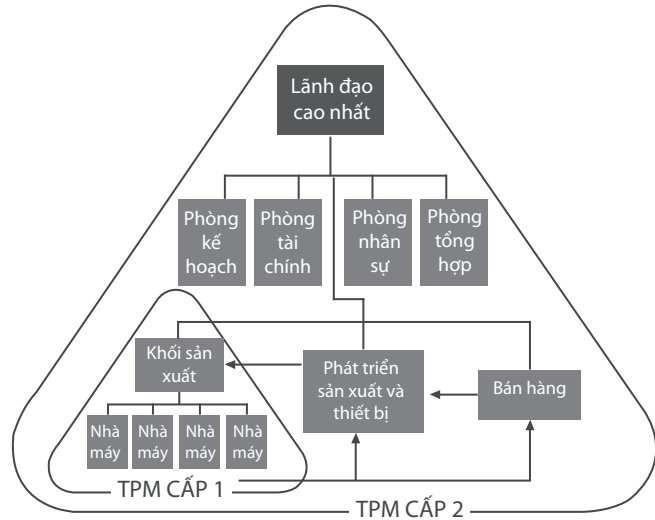 Lãnh đạo
cao nhất
Phòng
kế
hoạch
Phòng
tài
chính
Phòng
nhân
sự
Phòng
tổng
hợp
Khối sản
xuất
Phát triển
sản xuất và
thiết bị
Bán hàng
Nhà
máy
Nhà
máy
Nhà
máy
Nhà
máy
TPM CẤP 1
TPM CẤP 2